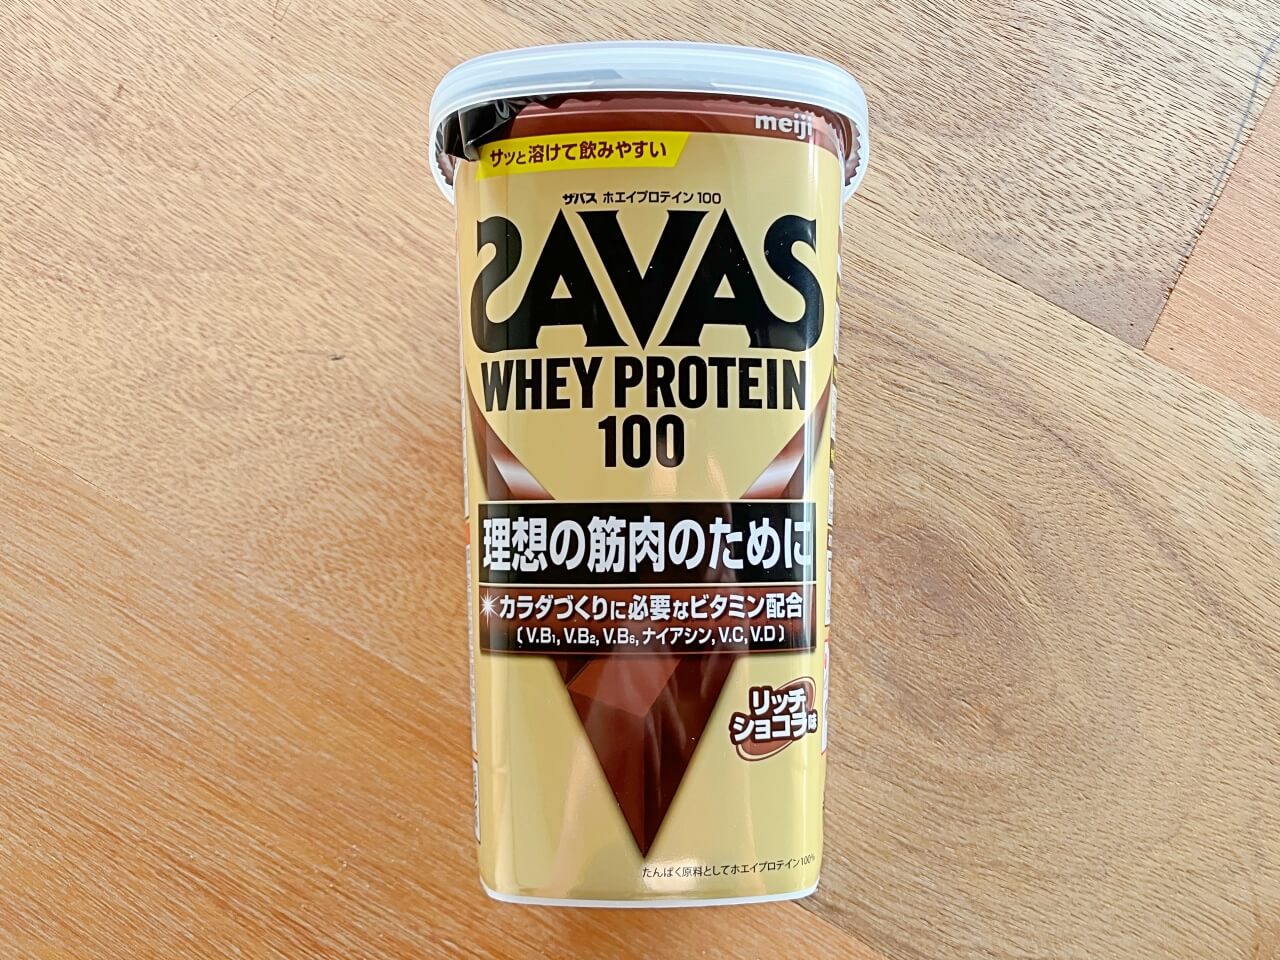 meiji
サッと溶けて飲みやすい
ザバス ホエイプロテイン100
SAVAS
WHEY PROTEIN
100
理想の筋肉のために
カラダづくりに必要なビタミン配合
(V.B1, V.B2, V.B6, ナイアシン, V.C, V.D)
リッチ
ショコラ味
たんぱく原料としてホエイプロテイン100%